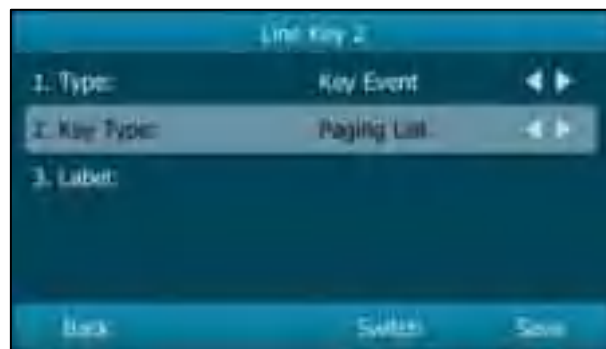 Line Key 2
1. Type: Key Event
2. Key Type: Paging List
3. Label:
Back Switch Save